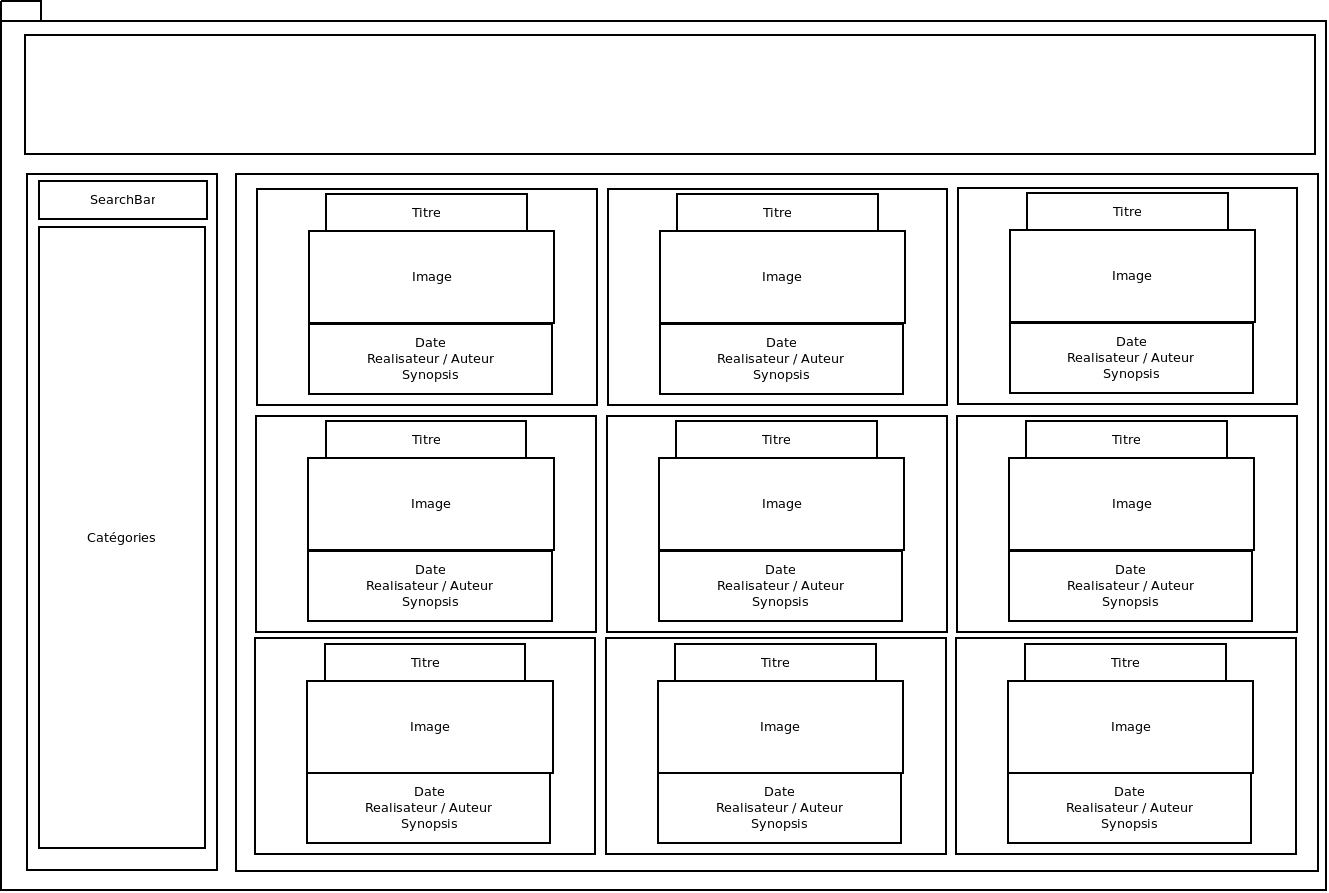 SearchBar
Catégories
Titre
Image
Date
Realisateur / Auteur
Synopsis
Titre
Image
Date
Realisateur / Auteur
Synopsis
Titre
Image
Date
Realisateur / Auteur
Synopsis
Titre
Image
Date
Realisateur / Auteur
Synopsis
Titre
Image
Date
Realisateur / Auteur
Synopsis
Titre
Image
Date
Realisateur / Auteur
Synopsis
Titre
Image
Date
Realisateur / Auteur
Synopsis
Titre
Image
Date
Realisateur / Auteur
Synopsis
Titre
Image
Date
Realisateur / Auteur
Synopsis